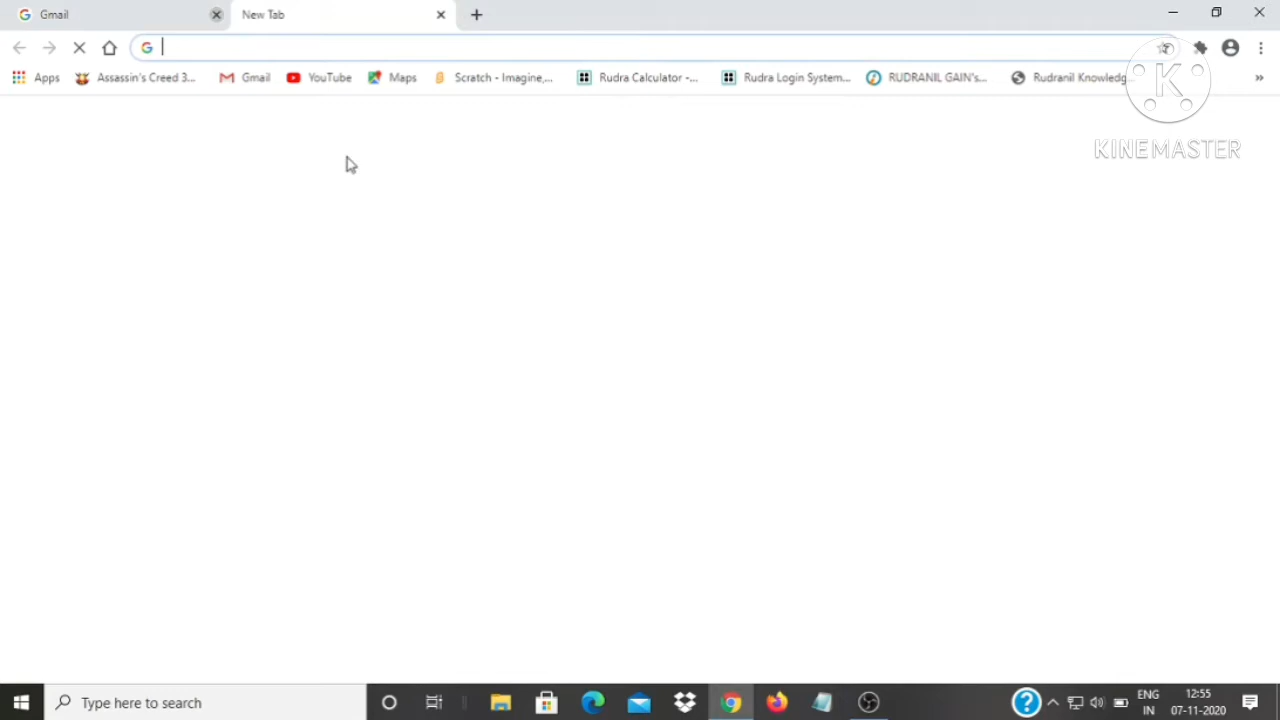 Gmail
New Tab
Apps
Assassin's Creed 3...
Gmail
YouTube
Maps
Scratch - Imagine,...
Rudra Calculator -...
Rudra Login System...
RUDRANIL GAIN's...
Rudranil Knowledg...
»
K
KINEMASTER
Type here to search
ENG
IN
12:55
07-11-2020